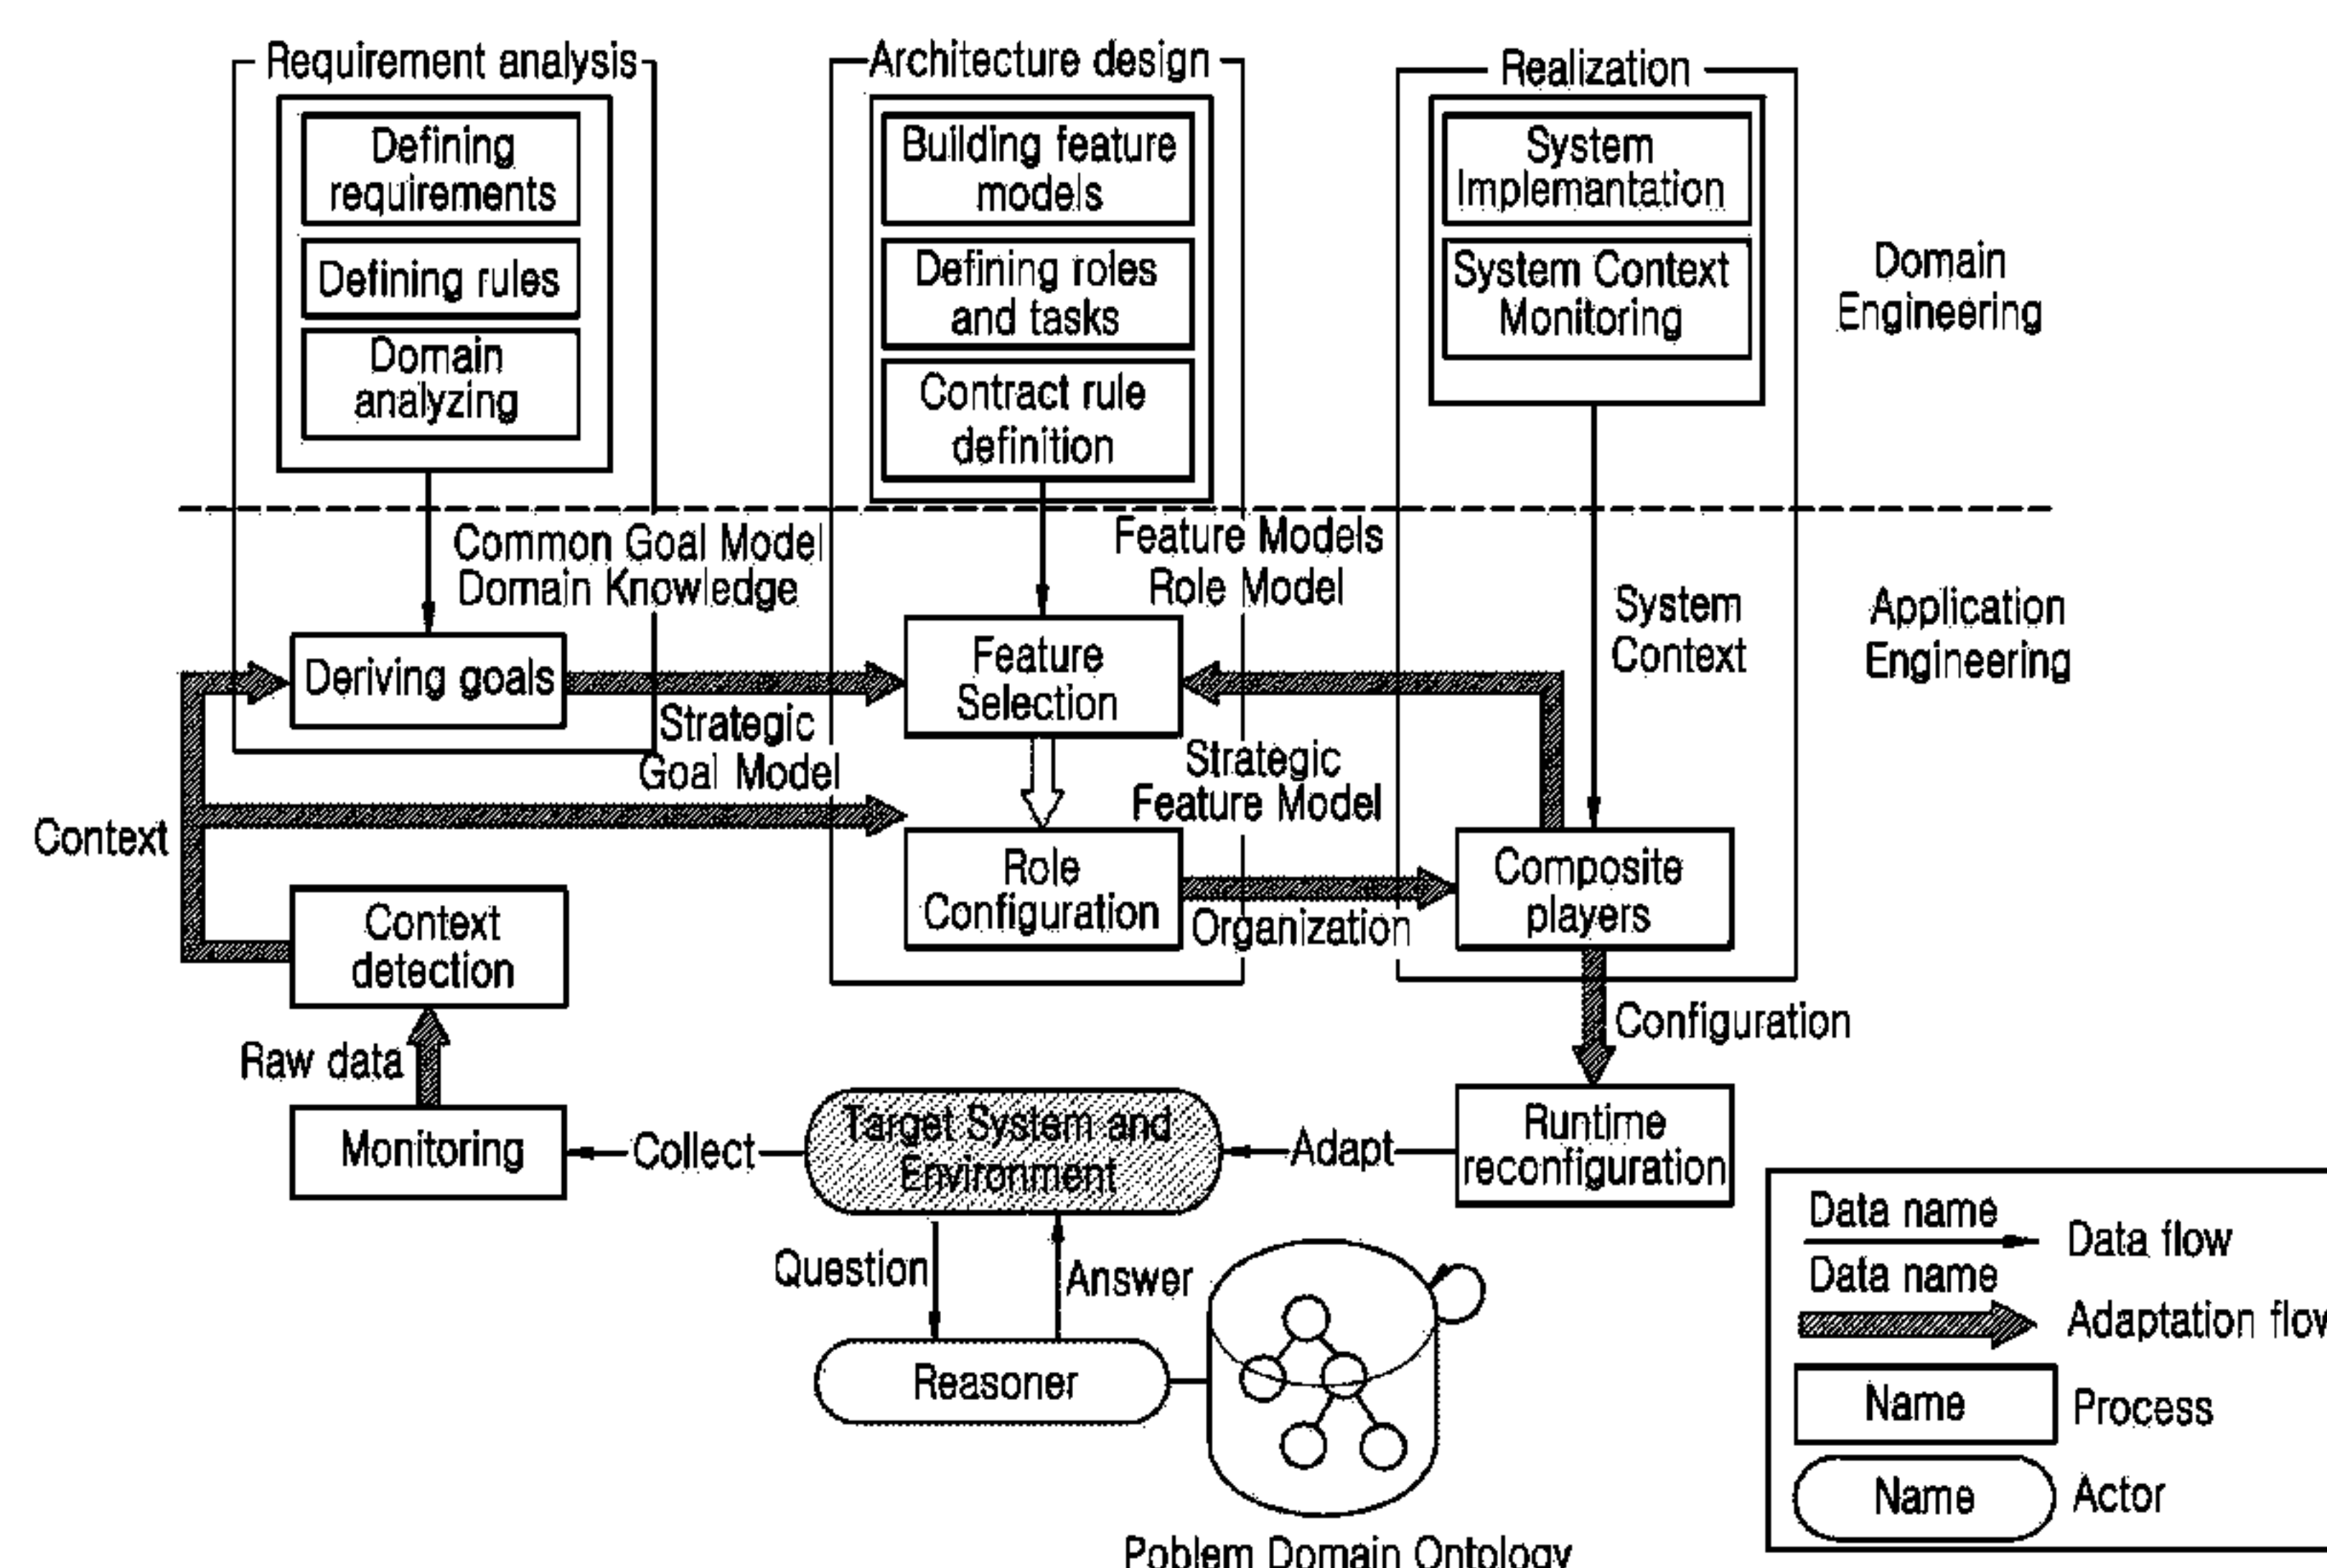 Requirement analysis
Defining
requirements
Defining rules
Domain
analyzing
Architecture design
Building feature
models
Defining roles
and tasks
Contract rule
definition
Realization
System
Implemantation
System Context
Monitoring
Domain
Engineering
Common Goal Model
Domain Knowledge
Feature Models
Role Model
System
Context
Application
Engineering
Deriving goals
Feature
Selection
Strategic
Goal Model
Strategic
Feature Model
Context
Role
Configuration
Organization
Composite
players
Context
detection
Configuration
Raw data
Monitoring
Collect
Target System and
Environment
Adapt
Runtime
reconfiguration
Question
Answer
Reasoner
Poblem Domain Ontology
Data name
Data flow
Data name
Adaptation flow
Name
Process
Name
Actor